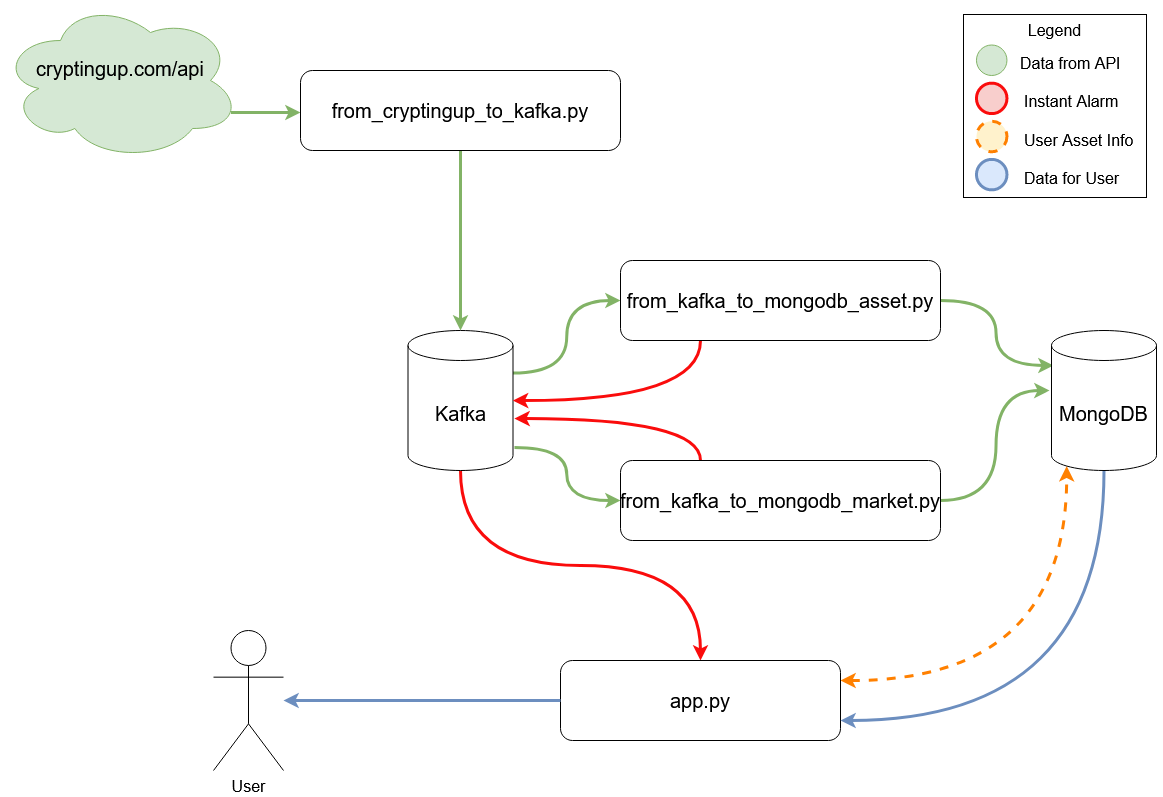 cryptingup.com/api
from_cryptingup_to_kafka.py
Legend
Data from API
Instant Alarm
User Asset Info
Data for User
from_kafka_to_mongodb_asset.py
Kafka
MongoDB
from_kafka_to_mongodb_market.py
app.py
User